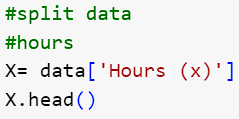 #split data
#hours
X= data['Hours (x)']
X.head()